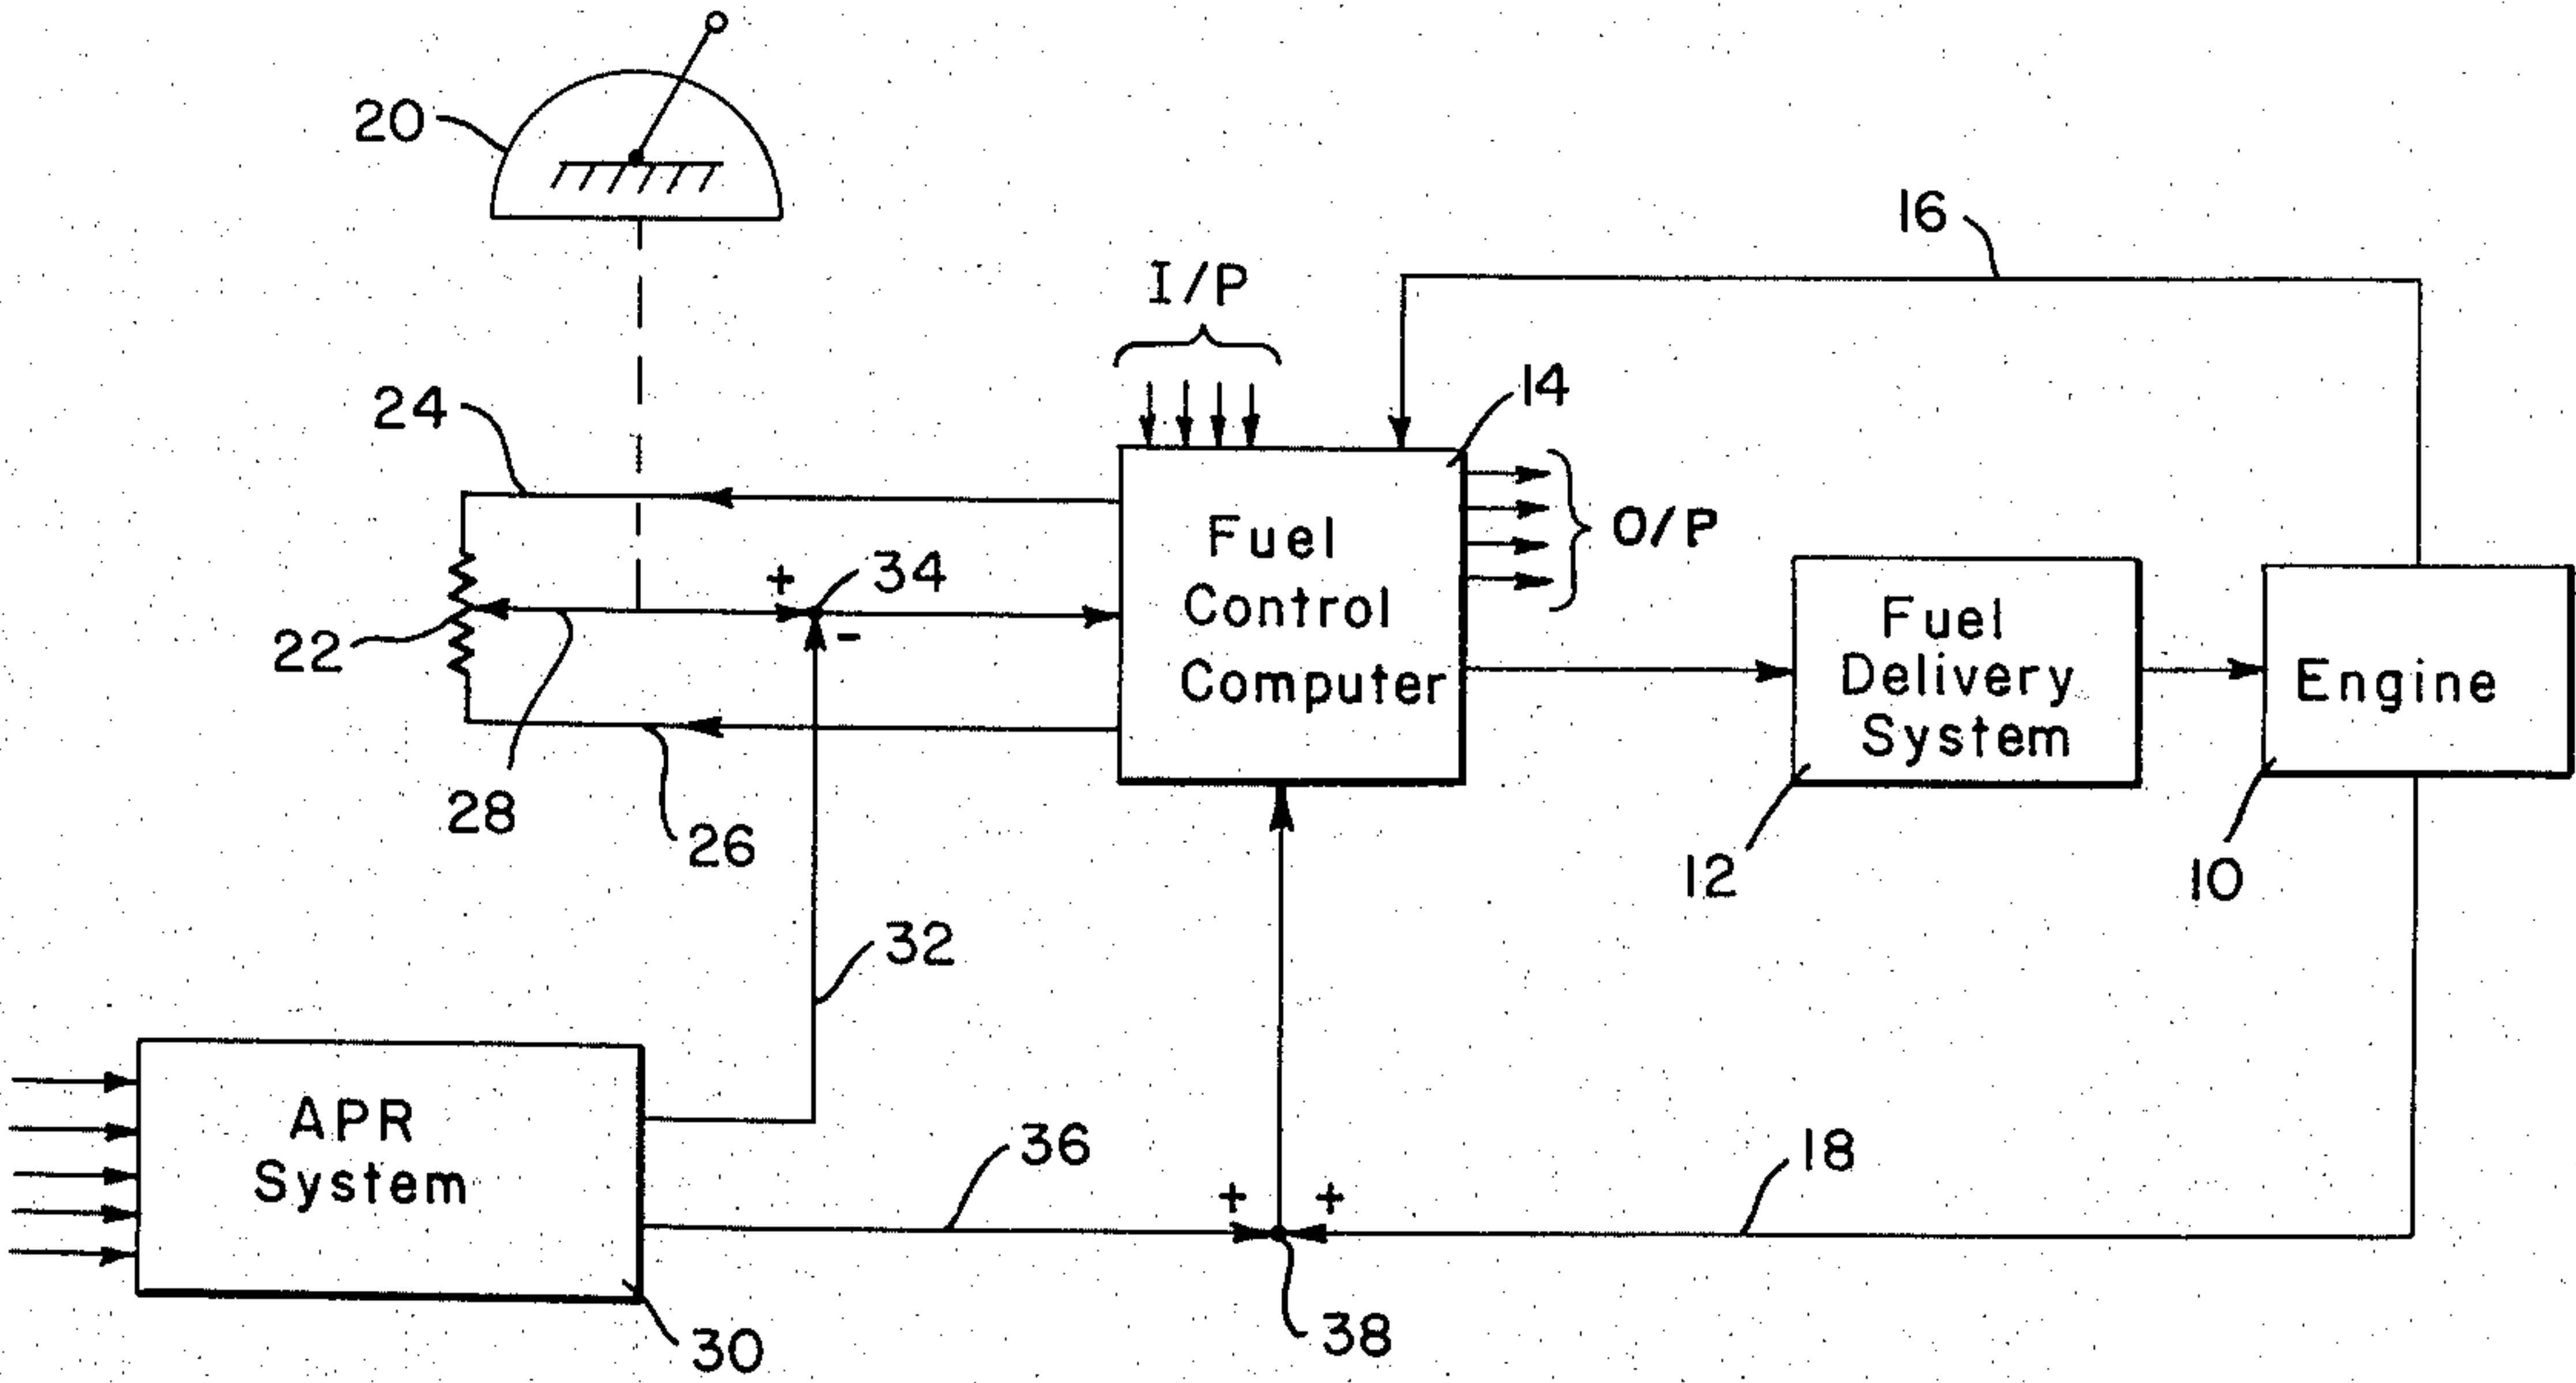 20
16
I/P
24
14
O/P
+
34
Fuel
Control
Computer
Fuel
Delivery
System
Engine
22
-
28
26
12
10
32
APR
System
36
18
+
+
38
30